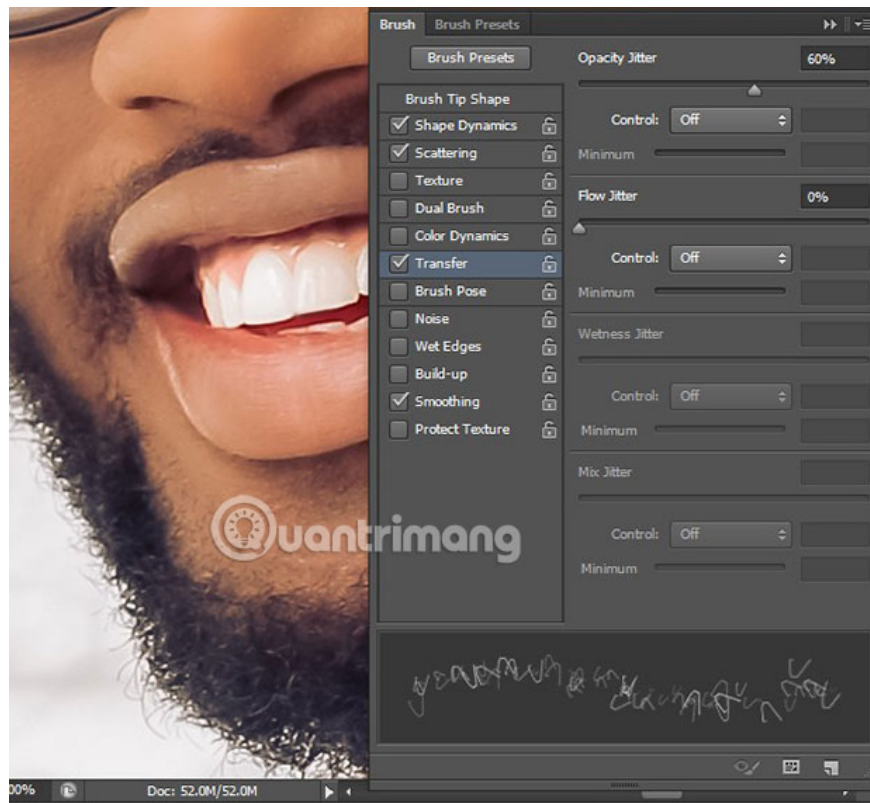 Brush Brush Presets
Brush Presets
Opacity Jitter 60%
Brush Tip Shape
Control: Off
Shape Dynamics
Scattering
Minimum
Texture
Flow Jitter 0%
Dual Brush
Color Dynamics
Control: Off
Transfer
Brush Pose
Minimum
Noise
Wetness Jitter
Wet Edges
Build-up
Control: Off
Smoothing
Protect Texture
Minimum
Mix Jitter
Quantrimang
Control: Off
Minimum
Doc: 52.0M/52.0M